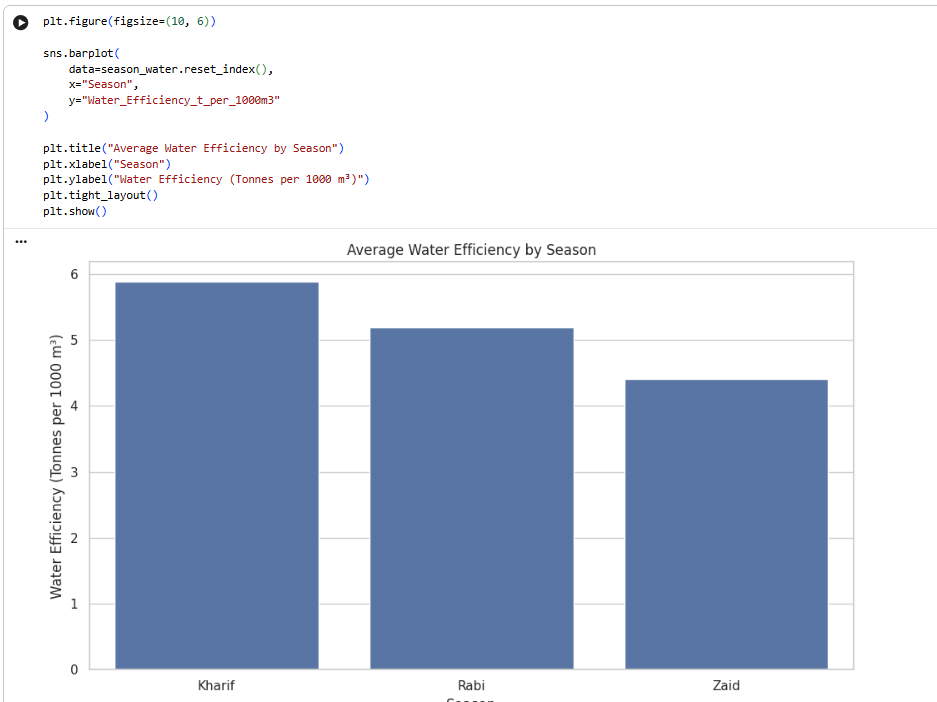 plt.figure(figsize=(10, 6))
sns.barplot(
    data=season_water.reset_index(),
    x="Season",
    y="Water_Efficiency_t_per_1000m3"
)
plt.title("Average Water Efficiency by Season")
plt.xlabel("Season")
plt.ylabel("Water Efficiency (Tonnes per 1000 m³)")
plt.tight_layout()
plt.show()
...
Average Water Efficiency by Season
Water Efficiency (Tonnes per 1000 m³)
6
5
4
3
2
1
0
Kharif Rabi Zaid
Season